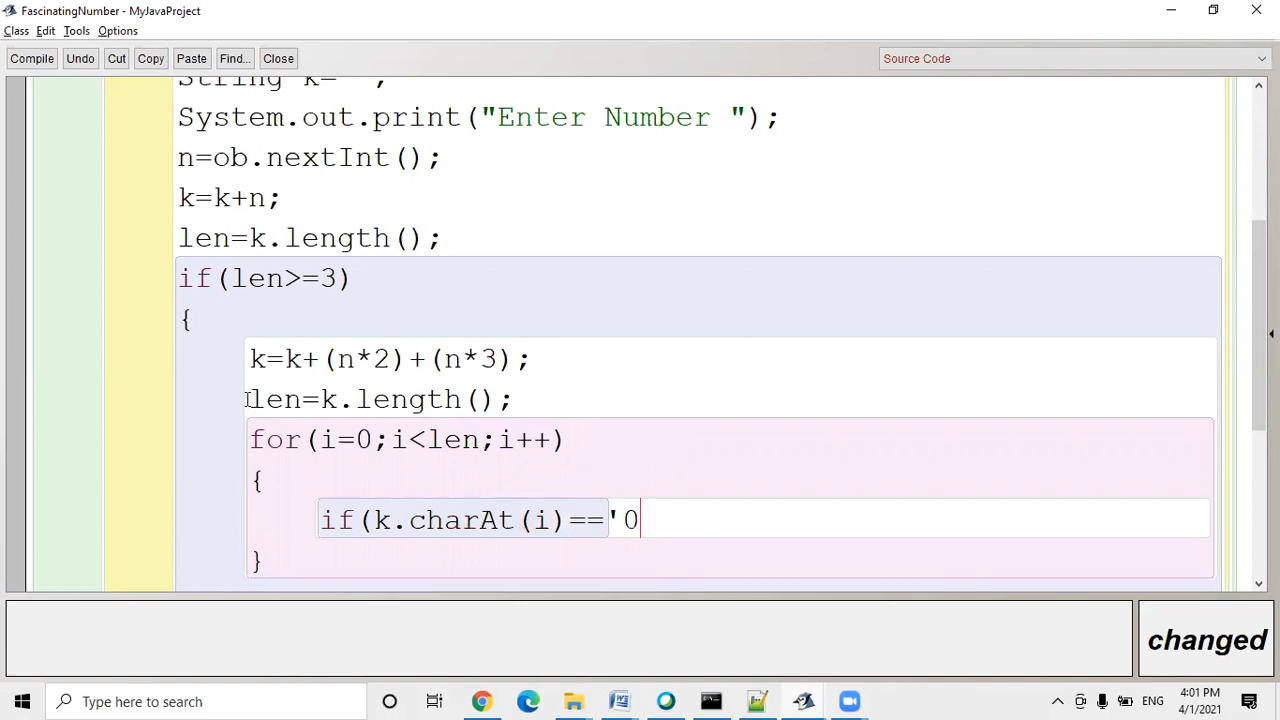 FascinatingNumber - MyJavaProject
Class Edit Tools Options
Compile Undo Cut Copy Paste Find... Close Source Code
String k=" ";
System.out.print("Enter Number ");
n=ob.nextInt();
k=k+n;
len=k.length();
if(len>=3)
{
k=k+(n*2)+(n*3);
len=k.length();
for(i=0;i<len;i++)
{
if(k.charAt(i)=='0
}
changed
Type here to search
ENG
4:01 PM
4/1/2021